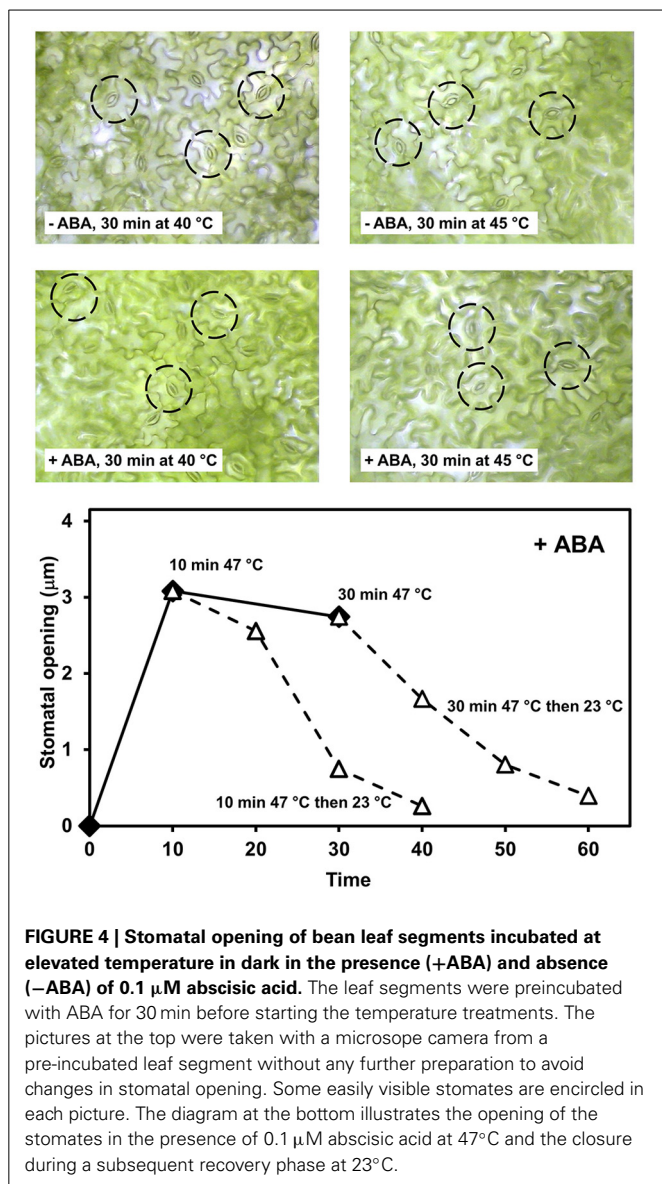 - ABA, 30 min at 40 °C
- ABA, 30 min at 45 °C
+ ABA, 30 min at 40 °C
+ ABA, 30 min at 45 °C
+ ABA
Stomatal opening (μm)
4
3
2
1
0
10 min 47 °C
30 min 47 °C
30 min 47 °C then 23 °C
10 min 47 °C then 23 °C
0 10 20 30 40 50 60
Time
FIGURE 4 | Stomatal opening of bean leaf segments incubated at
elevated temperature in dark in the presence (+ABA) and absence
(−ABA) of 0.1 μM abscisic acid. The leaf segments were preincubated
with ABA for 30 min before starting the temperature treatments. The
pictures at the top were taken with a microsope camera from a
pre-incubated leaf segment without any further preparation to avoid
changes in stomatal opening. Some easily visible stomates are encircled in
each picture. The diagram at the bottom illustrates the opening of the
stomates in the presence of 0.1 μM abscisic acid at 47°C and the closure
during a subsequent recovery phase at 23°C.